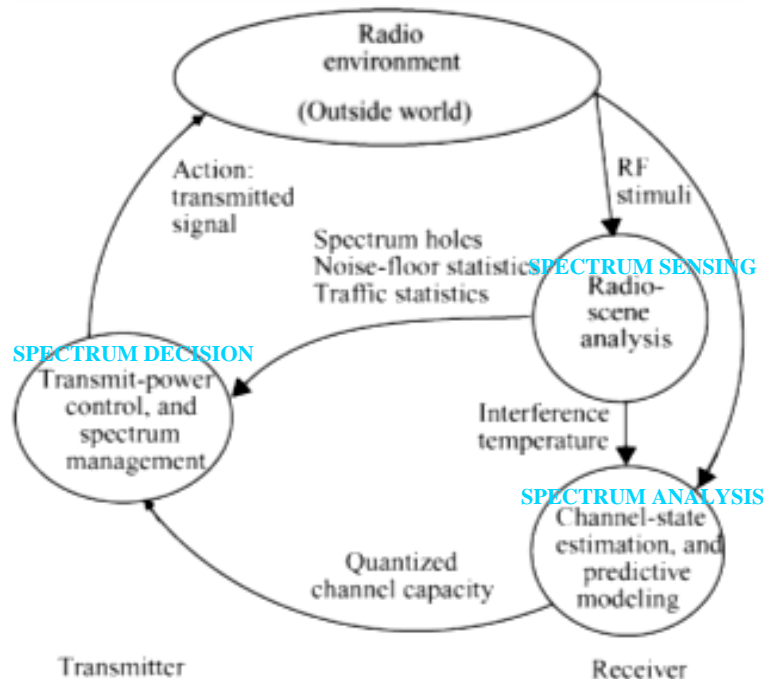 Radio
environment
(Outside world)
Action:
transmitted
signal
RF
stimuli
Spectrum holes
Noise-floor statistics
Traffic statistics
SPECTRUM SENSING
Radio-
scene
analysis
SPECTRUM DECISION
Transmit-power
control, and
spectrum
management
Interference
temperature
SPECTRUM ANALYSIS
Channel-state
estimation, and
predictive
modeling
Quantized
channel capacity
Transmitter
Receiver